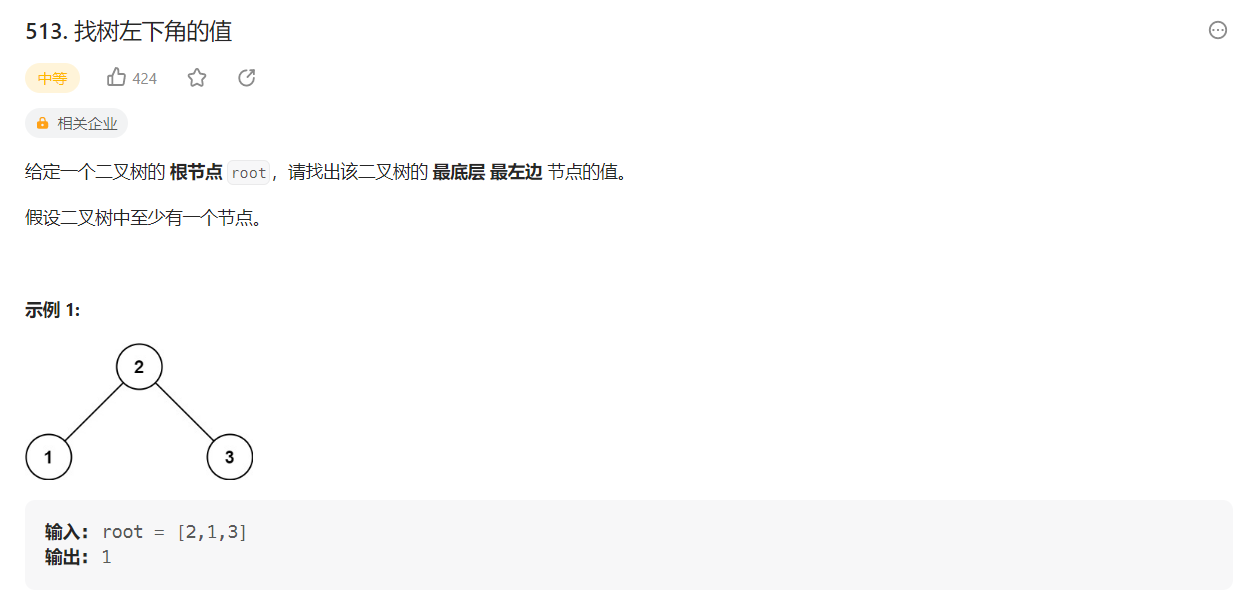 513. 找树左下角的值
中等 424
相关企业
给定一个二叉树的 根节点 root，请找出该二叉树的 最底层 最左边 节点的值。
假设二叉树中至少有一个节点。
示例 1:
2
1 3
输入: root = [2,1,3]
输出: 1